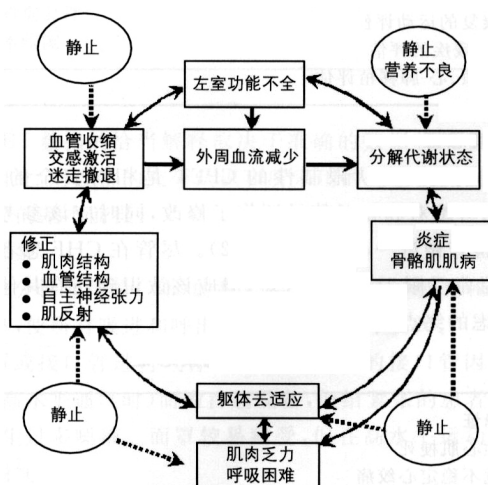 静止
静止
营养不良
左室功能不全
血管收缩
交感激活
迷走撤退
外周血流减少
分解代谢状态
修正
● 肌肉结构
● 血管结构
● 自主神经张力
● 肌反射
炎症
骨骼肌肌病
躯体去适应
静止
静止
肌肉乏力
呼吸困难